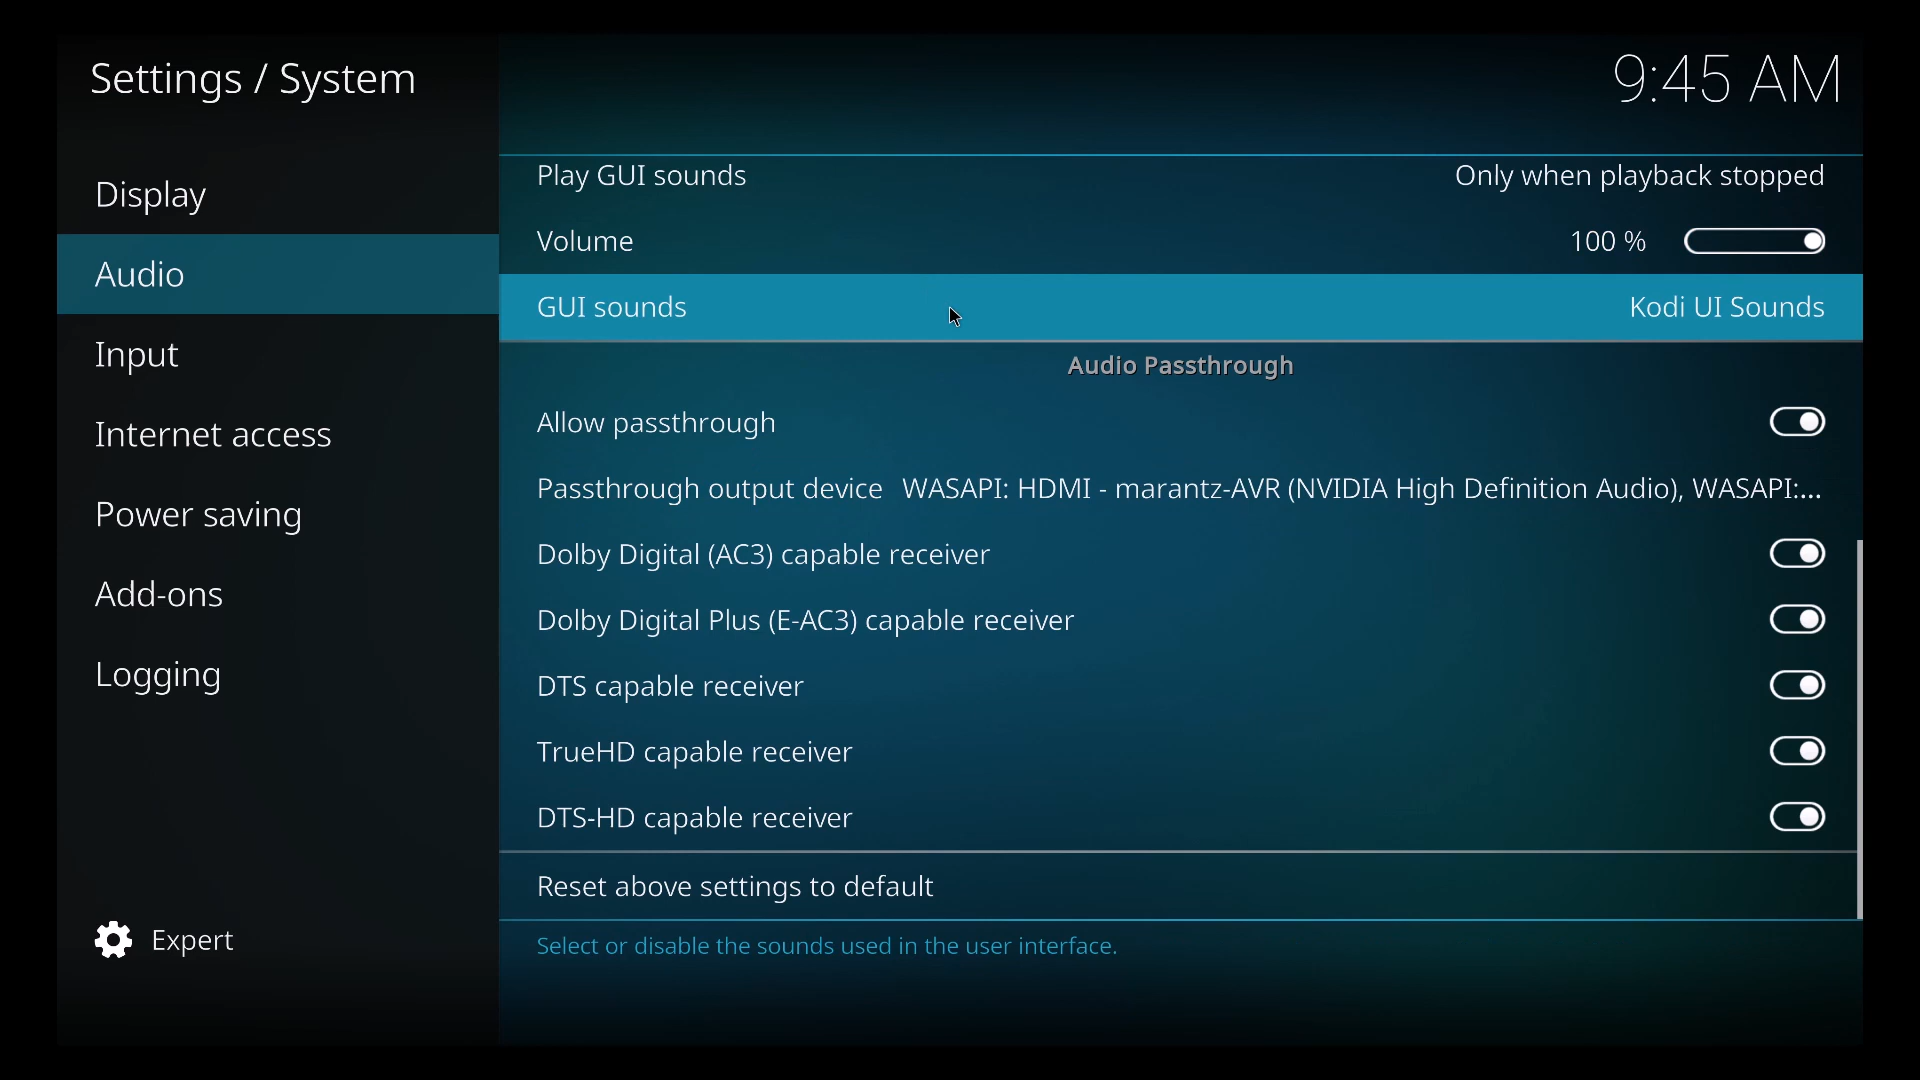 Settings / System
9:45 AM
Display
Audio
Input
Internet access
Power saving
Add-ons
Logging
Expert
Play GUI sounds Only when playback stopped
Volume 100 %
GUI sounds Kodi UI Sounds
Audio Passthrough
Allow passthrough
Passthrough output device WASAPI: HDMI - marantz-AVR (NVIDIA High Definition Audio), WASAPI:...
Dolby Digital (AC3) capable receiver
Dolby Digital Plus (E-AC3) capable receiver
DTS capable receiver
TrueHD capable receiver
DTS-HD capable receiver
Reset above settings to default
Select or disable the sounds used in the user interface.